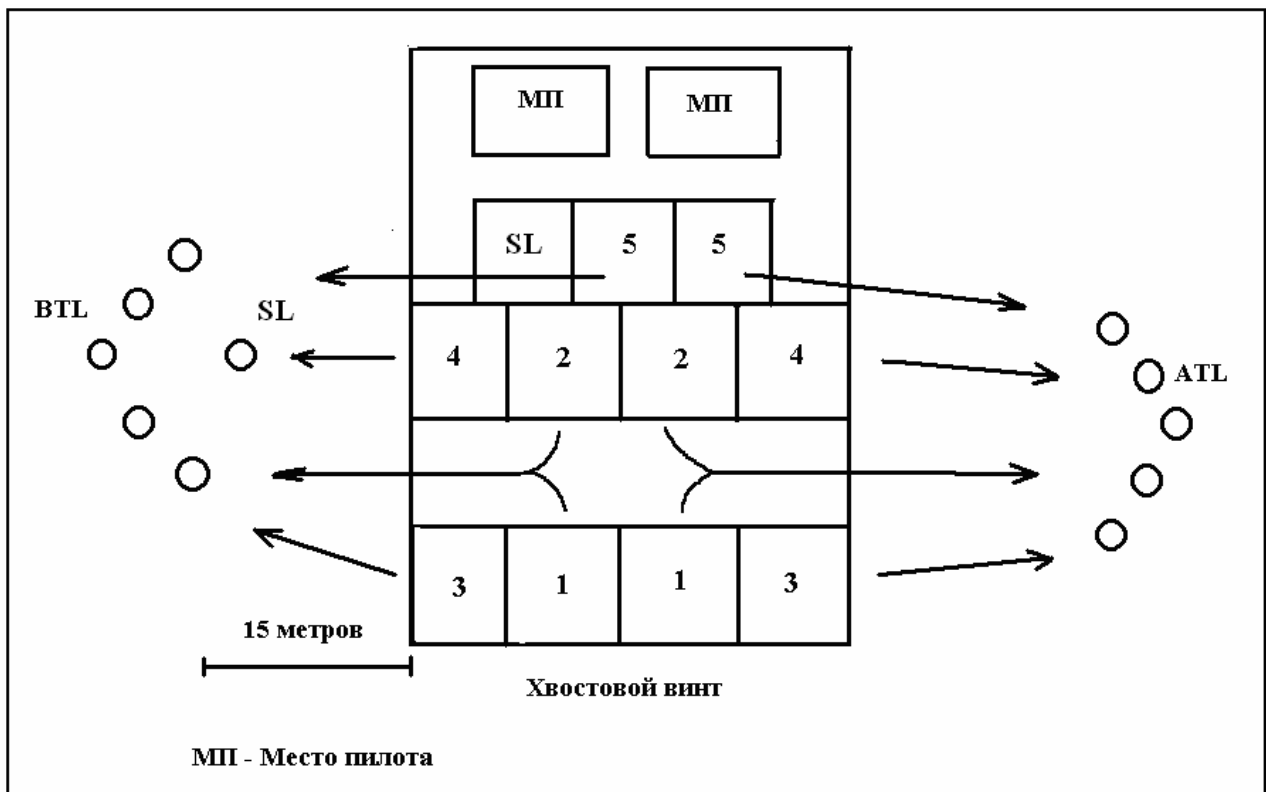 МП МП
SL 5 5
BTL SL
4 2 2 4
ATL
3 1 1 3
15 метров
Хвостовой винт
МП - Место пилота